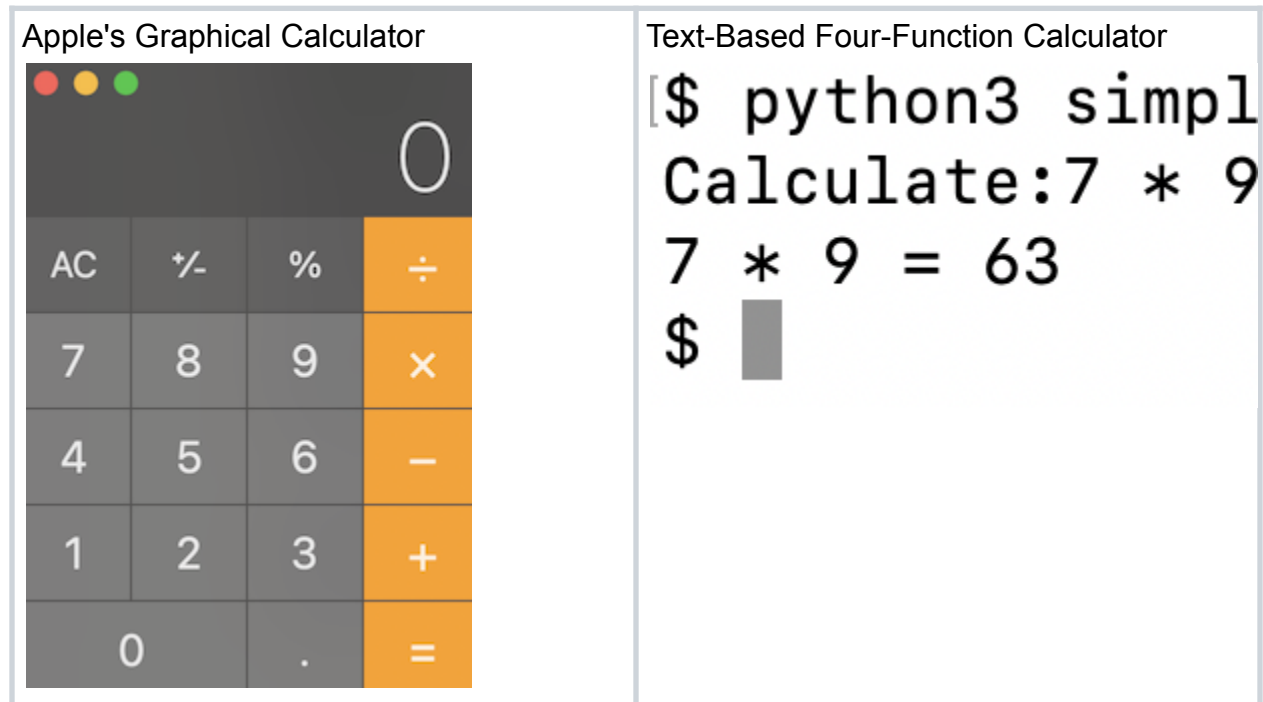 Apple's Graphical Calculator
0
AC ⁺∕₋ % ÷
7 8 9 ×
4 5 6 −
1 2 3 +
0 . =
Text-Based Four-Function Calculator
[$ python3 simpl
Calculate:7 * 9
7 * 9 = 63
$